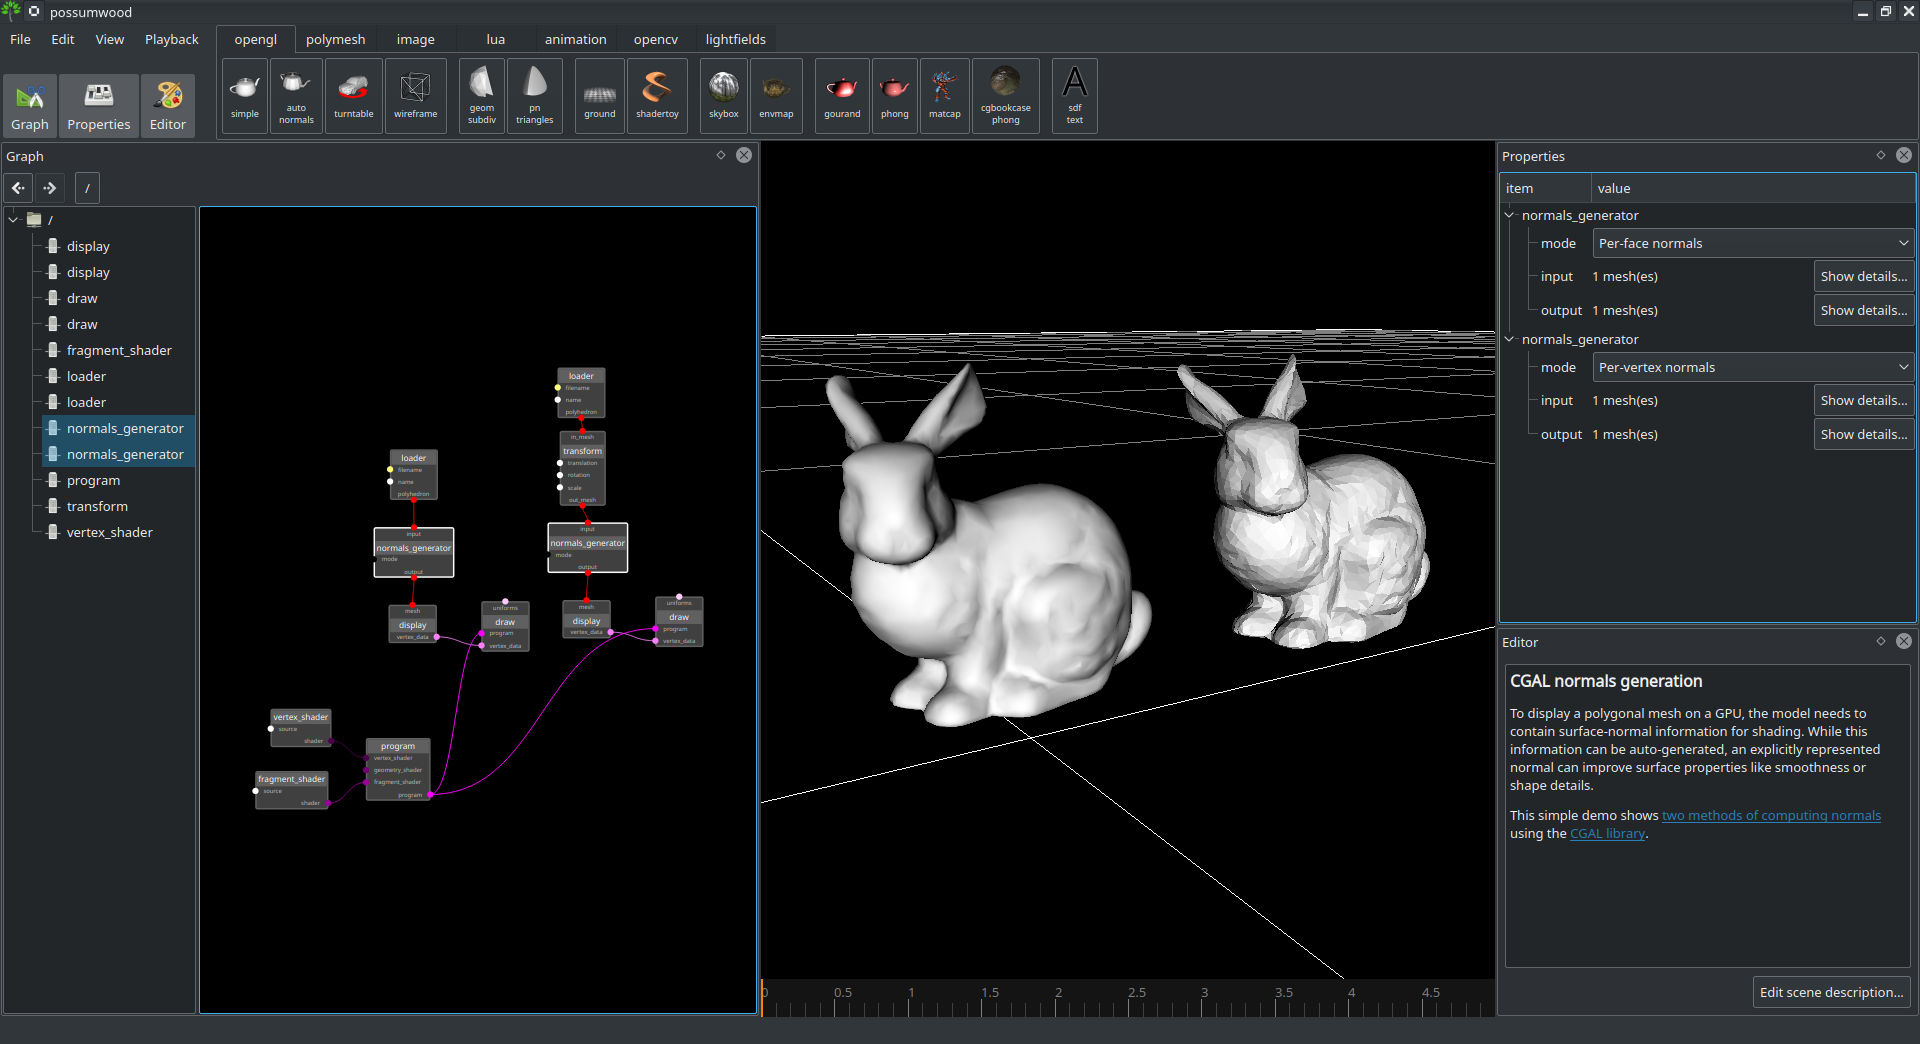 possumwood
File Edit View Playback
opengl polymesh image lua animation opencv lightfields
Graph Properties Editor
simple
auto
normals
turntable
wireframe
geom
subdiv
pn
triangles
ground
shadertoy
skybox
envmap
gourand
phong
matcap
cgbookcase
phong
A
sdf
text
Graph
/
/
display
display
draw
draw
fragment_shader
loader
loader
normals_generator
normals_generator
program
transform
vertex_shader
loader
filename
name
polyhedron
in_mesh
transform
translation
rotation
scale
out_mesh
input
normals_generator
mode
output
mesh
display
vertex_data
uniforms
draw
program
vertex_data
loader
filename
name
polyhedron
input
normals_generator
mode
output
mesh
display
vertex_data
uniforms
draw
program
vertex_data
vertex_shader
source
shader
fragment_shader
source
shader
program
vertex_shader
geometry_shader
fragment_shader
program
0 0.5 1 1.5 2 2.5 3 3.5 4 4.5
Properties
item value
normals_generator
mode Per-face normals
input 1 mesh(es) Show details...
output 1 mesh(es) Show details...
normals_generator
mode Per-vertex normals
input 1 mesh(es) Show details...
output 1 mesh(es) Show details...
Editor
CGAL normals generation
To display a polygonal mesh on a GPU, the model needs to
contain surface-normal information for shading. While this
information can be auto-generated, an explicitly represented
normal can improve surface properties like smoothness or
shape details.
This simple demo shows two methods of computing normals
using the CGAL library.
Edit scene description...